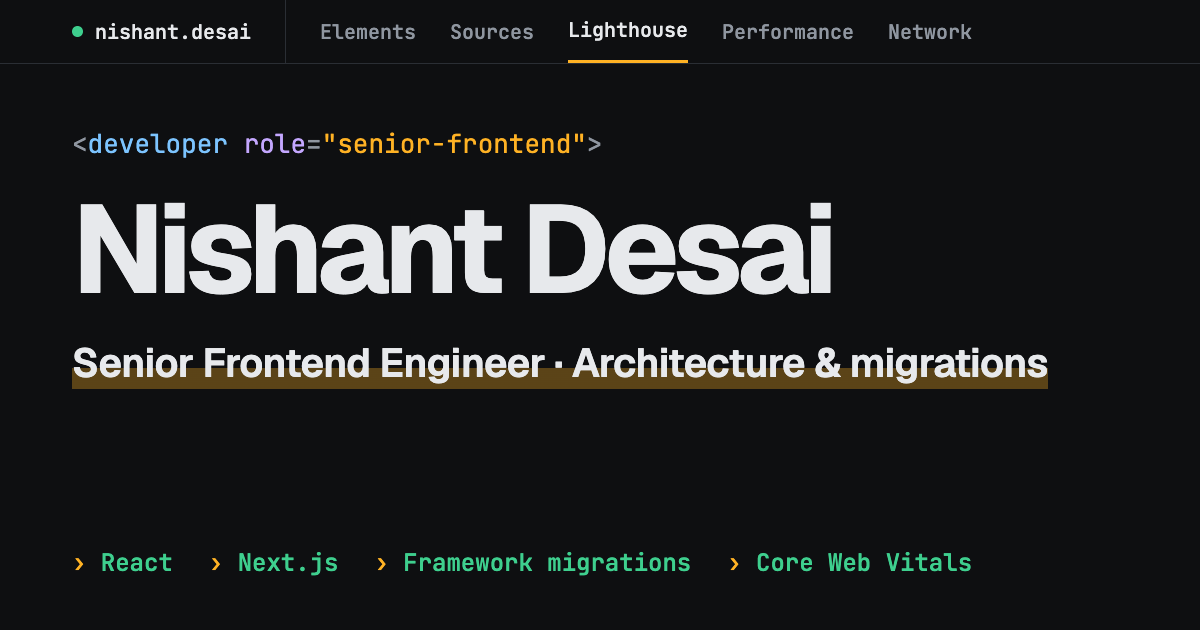 nishant.desai Elements Sources Lighthouse Performance Network
<developer role="senior-frontend">
Nishant Desai
Senior Frontend Engineer · Architecture & migrations
› React › Next.js › Framework migrations › Core Web Vitals